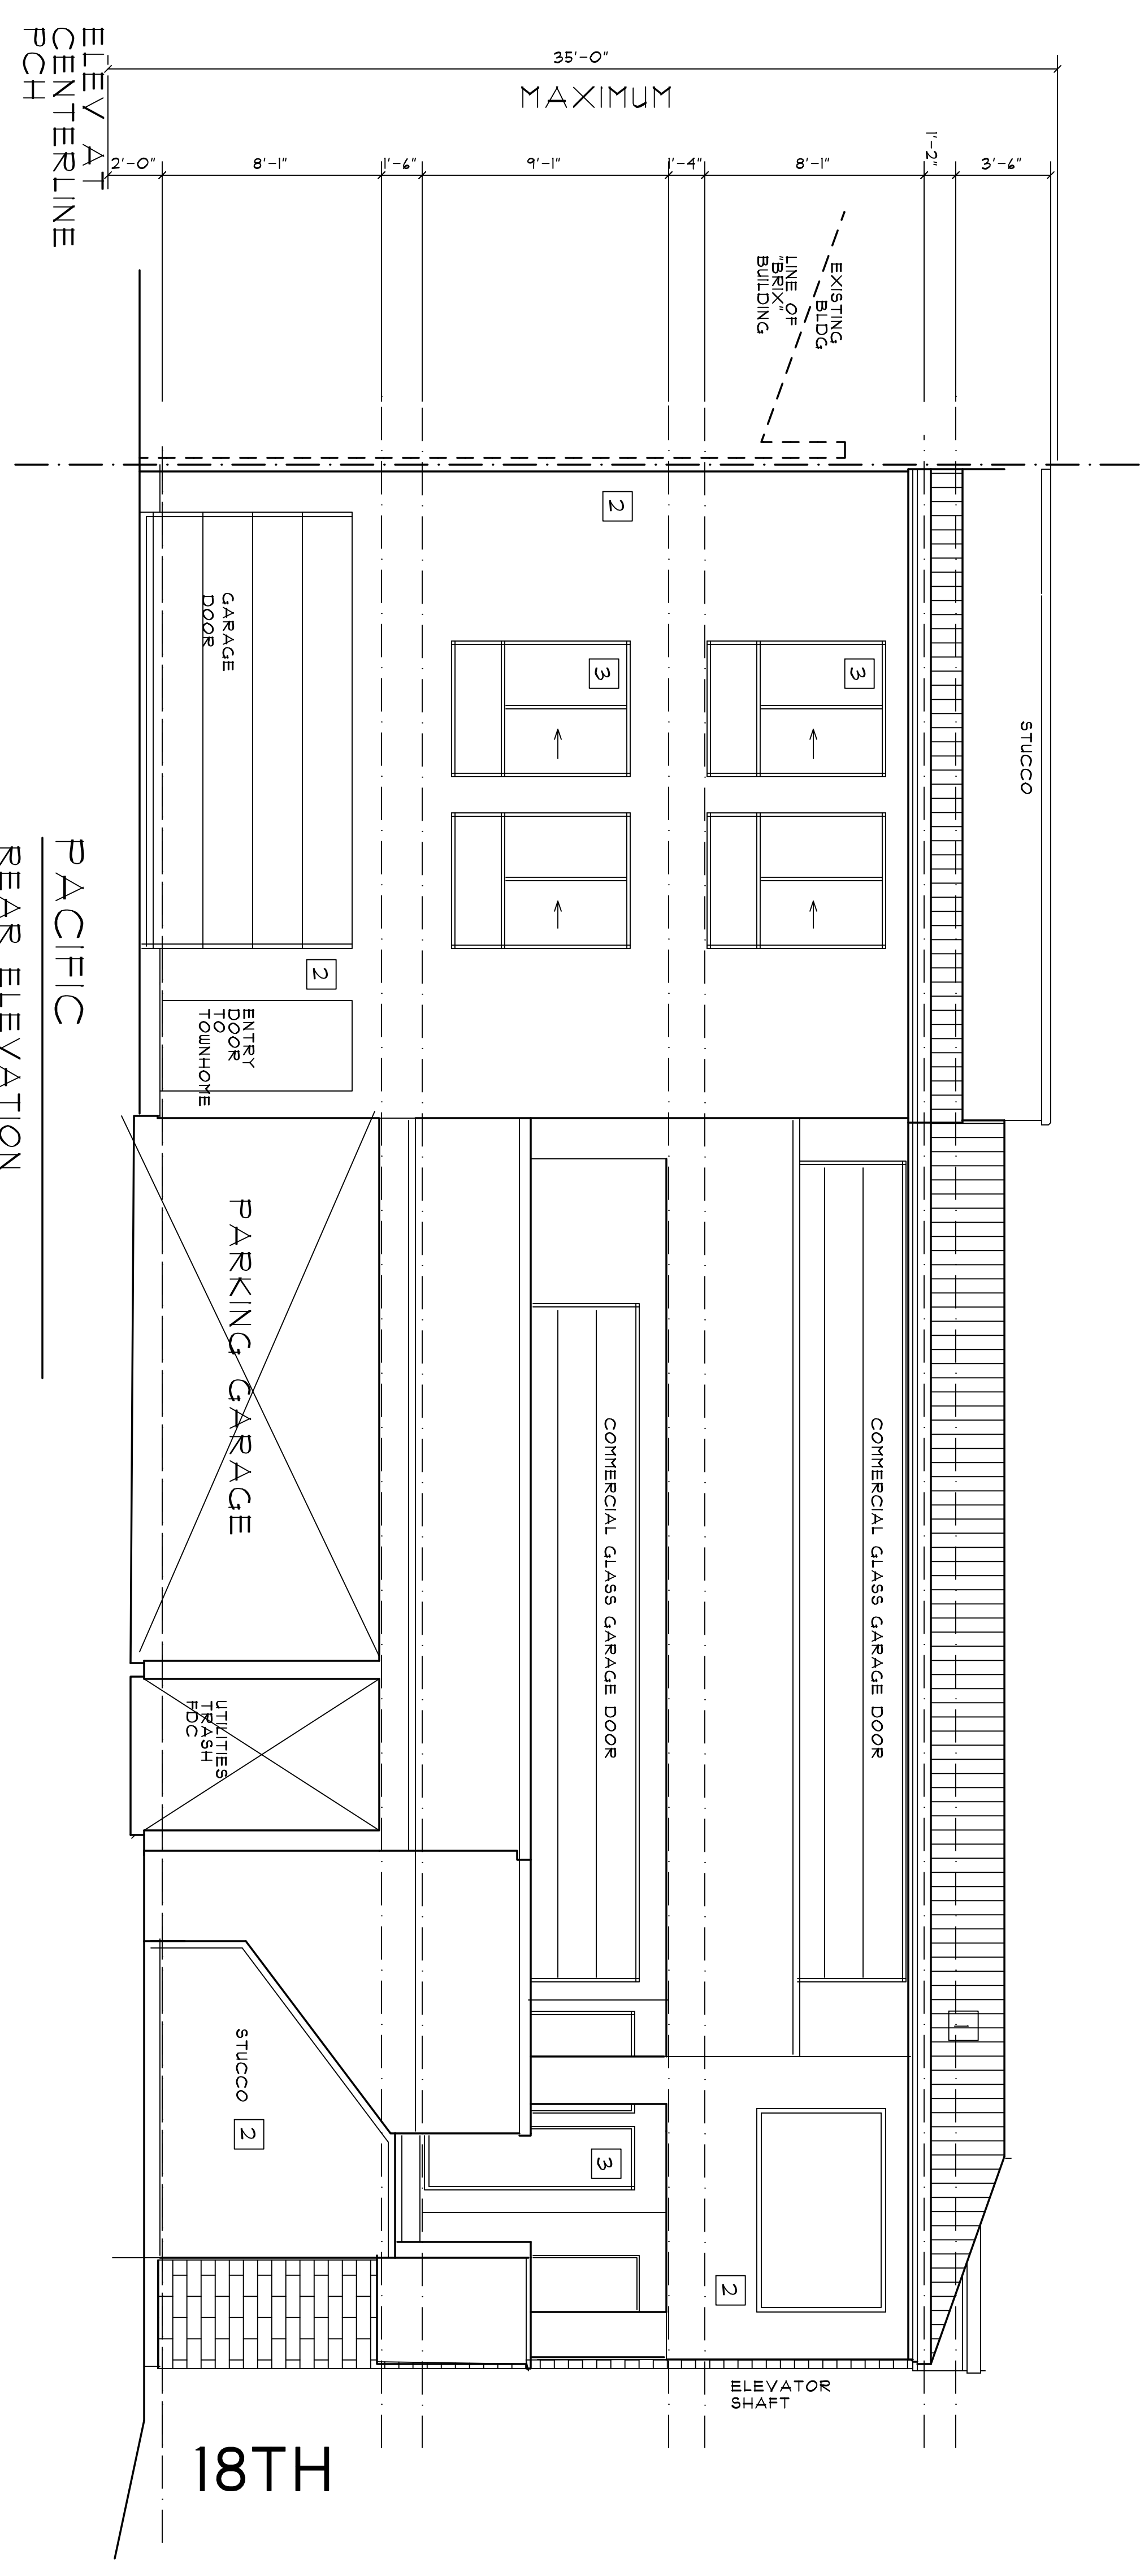 35'-0"
MAXIMUM
2'-0"
8'-1"
1'-6"
9'-1"
1'-4"
8'-1"
1'-2"
3'-6"
ELEV AT
CENTERLINE
PCH
EXISTING
BLDG
LINE OF
"BRIX"
BUILDING
2
3
3
GARAGE
DOOR
STUCCO
2
ENTRY
DOOR
TO
TOWNHOME
PACIFIC
REAR ELEVATION
PARKING GARAGE
COMMERCIAL GLASS GARAGE DOOR
COMMERCIAL GLASS GARAGE DOOR
UTILITIES
TRASH
FDC
1
STUCCO
2
3
2
ELEVATOR
SHAFT
18TH